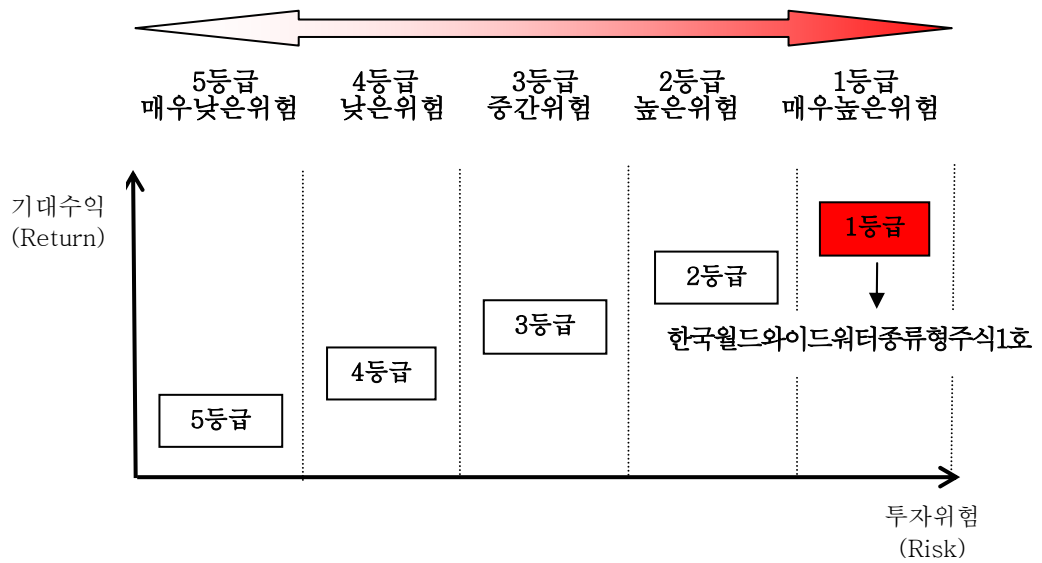 5등급
매우낮은위험
4등급
낮은위험
3등급
중간위험
2등급
높은위험
1등급
매우높은위험
기대수익
(Return)
1등급
2등급
3등급
한국월드와이드워터종류형주식1호
4등급
5등급
투자위험
(Risk)